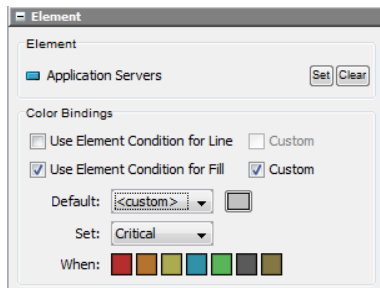 Element
Element
Application Servers Set Clear
Color Bindings
Use Element Condition for Line Custom
Use Element Condition for Fill Custom
Default: <custom>
Set: Critical
When: